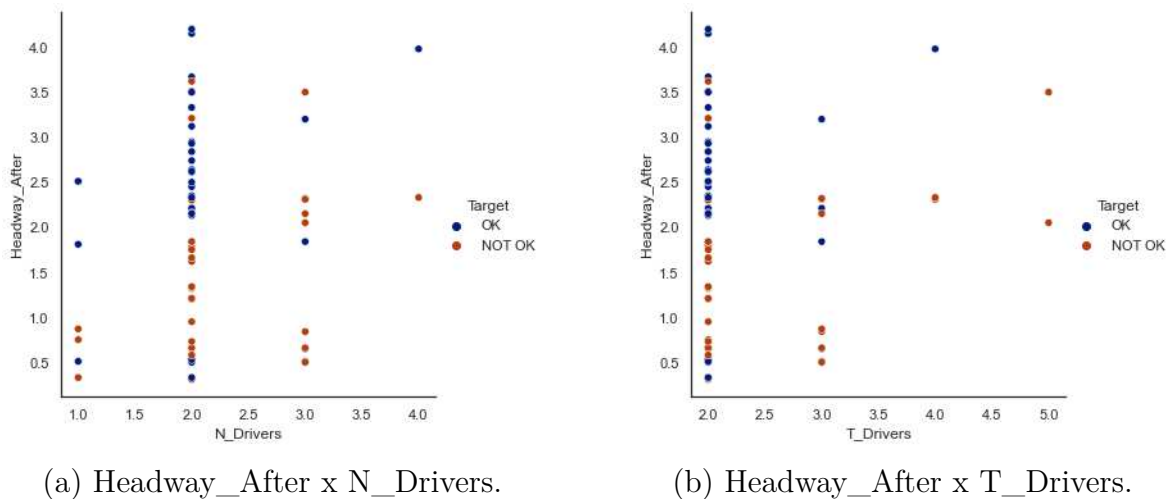 4.0
3.5
3.0
2.5
2.0
1.5
1.0
0.5
Headway_After
1.0 1.5 2.0 2.5 3.0 3.5 4.0
N_Drivers
Target
OK
NOT OK
(a) Headway_After x N_Drivers.
4.0
3.5
3.0
2.5
2.0
1.5
1.0
0.5
Headway_After
2.0 2.5 3.0 3.5 4.0 4.5 5.0
T_Drivers
Target
OK
NOT OK
(b) Headway_After x T_Drivers.